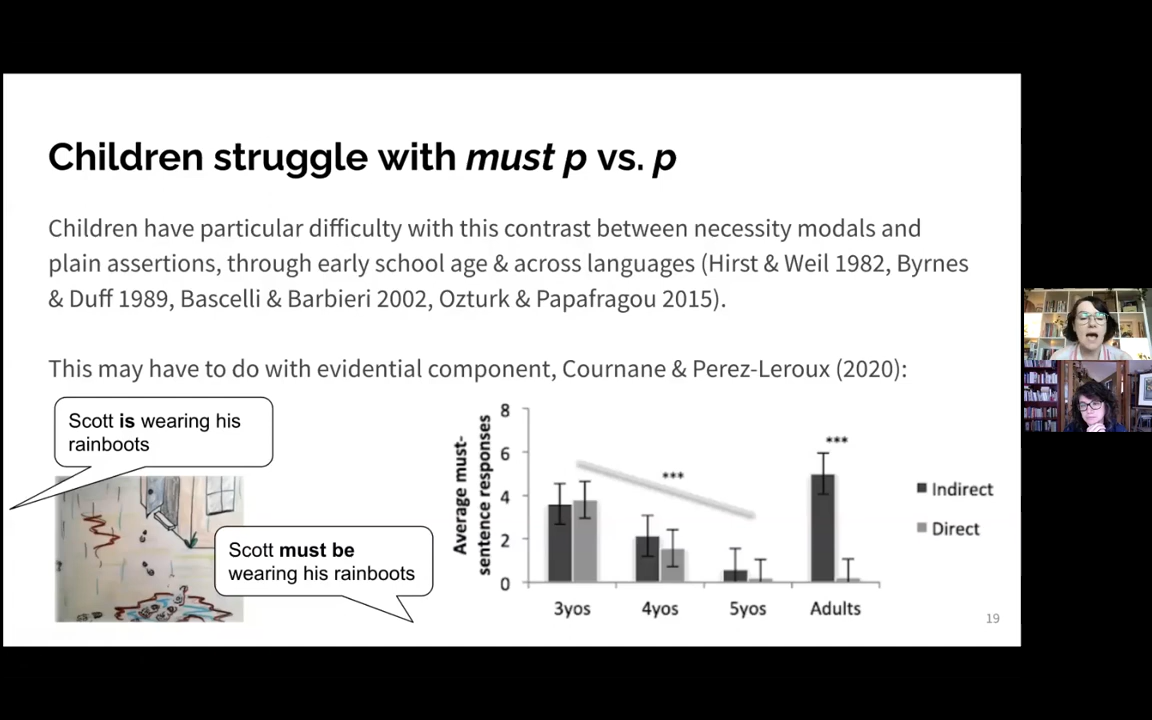 Children struggle with must p vs. p
Children have particular difficulty with this contrast between necessity modals and
plain assertions, through early school age & across languages (Hirst & Weil 1982, Byrnes
& Duff 1989, Bascelli & Barbieri 2002, Ozturk & Papafragou 2015).
This may have to do with evidential component, Cournane & Perez-Leroux (2020):
Scott is wearing his
rainboots
Scott must be
wearing his rainboots
Average must-
sentence responses
8
6
4
2
0
***
***
3yos
4yos
5yos
Adults
Indirect
Direct
19